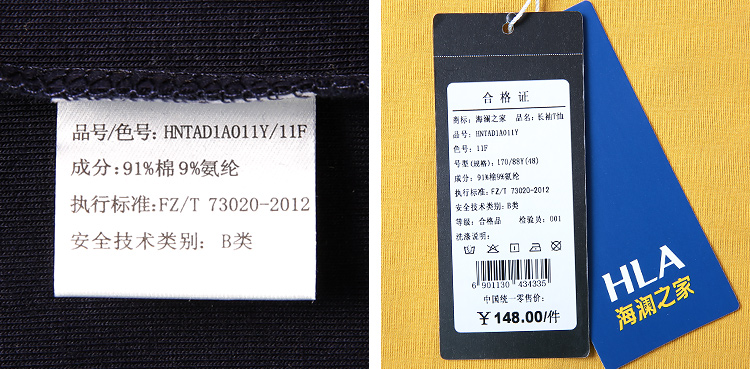 品号/色号: HNTAD1A011Y/11F
成分:91%棉9%氨纶
执行标准:FZ/T 73020-2012
安全技术类别: B类
合格证
商标: 海澜之家 品名: 长袖T恤
品号: HNTAD1A011Y
色号: 11F
号型(规格): 170/88Y(48)
成分: 91%棉9%氨纶
执行标准: FZ/T 73020-2012
安全技术类别: B类
等级: 合格品 检验员: 001
洗涤说明:
6 901130 434335
中国统一零售价:
¥ 148.00/件
HLA
海澜之家